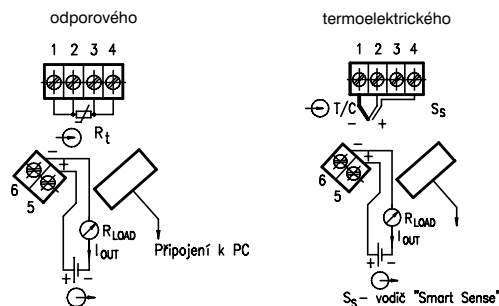 odporového
1 2 3 4
Rt
− +
6 5
RLOAD
IOUT
Připojení k PC
+ −
termoelektrického
1 2 3 4
T/C Ss
− +
− +
6 5
RLOAD
IOUT
+ −
Ss – vodič "Smart Sense"